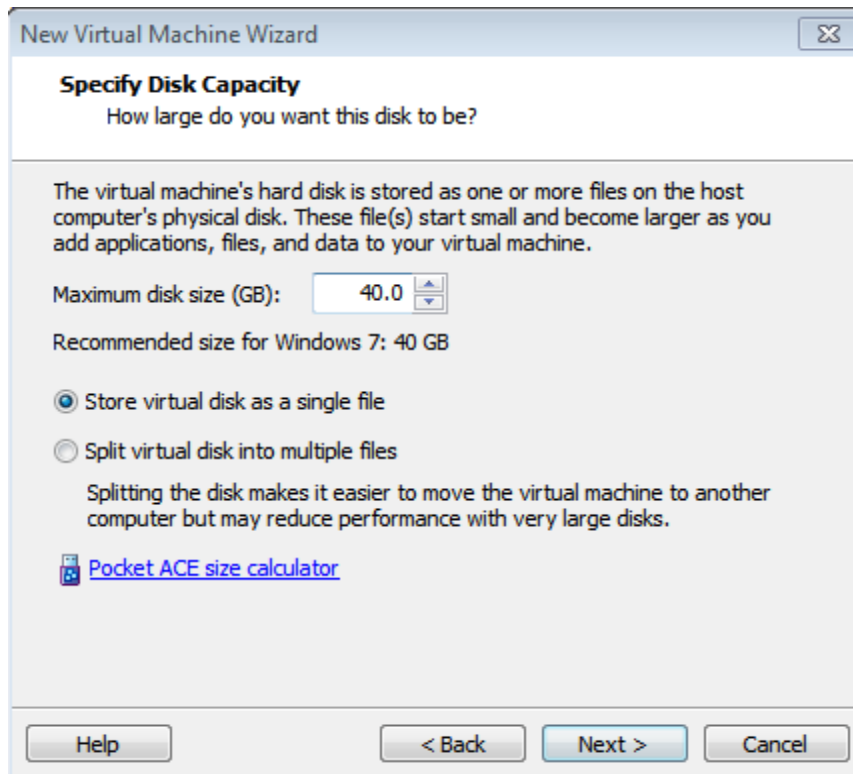 New Virtual Machine Wizard
Specify Disk Capacity
How large do you want this disk to be?
The virtual machine's hard disk is stored as one or more files on the host
computer's physical disk. These file(s) start small and become larger as you
add applications, files, and data to your virtual machine.
Maximum disk size (GB): 40.0
Recommended size for Windows 7: 40 GB
Store virtual disk as a single file
Split virtual disk into multiple files
Splitting the disk makes it easier to move the virtual machine to another
computer but may reduce performance with very large disks.
Pocket ACE size calculator
Help < Back Next > Cancel